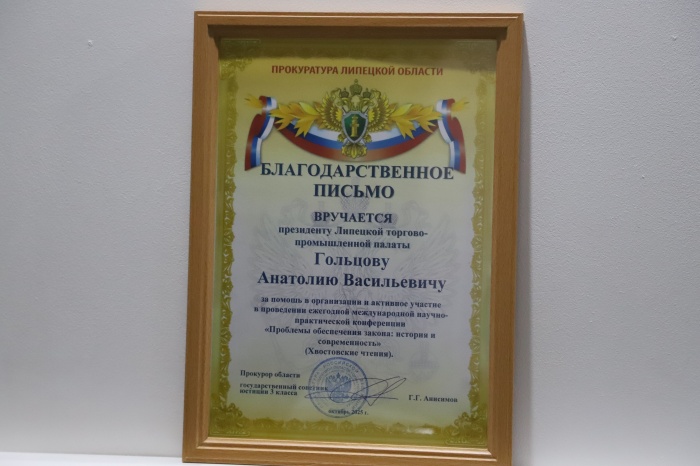 ПРОКУРАТУРА ЛИПЕЦКОЙ ОБЛАСТИ
БЛАГОДАРСТВЕННОЕ
ПИСЬМО
ВРУЧАЕТСЯ
президенту Липецкой торгово-
промышленной палаты
Гольцову
Анатолию Васильевичу
за помощь в организации и активное участие
в проведении ежегодной международной научно-
практической конференции
«Проблемы обеспечения закона: история и
современность»
(Хвостовские чтения).
Прокурор области
государственный советник
юстиции 3 класса
Г.Г. Анисимов
октябрь 2025 г.